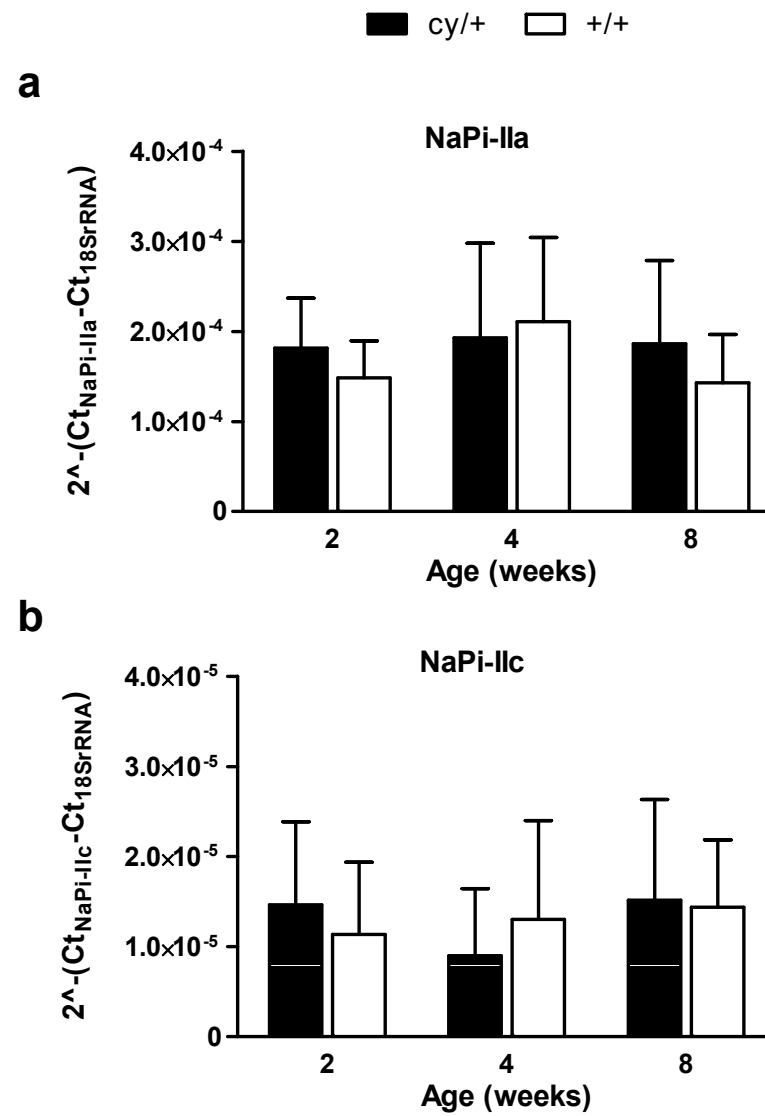 cy/+ +/+
a
NaPi-IIa
4.0×10⁻⁴
3.0×10⁻⁴
2.0×10⁻⁴
1.0×10⁻⁴
0
2^-(Ct_NaPi-IIa-Ct_18SrRNA)
2 4 8
Age (weeks)
b
NaPi-IIc
4.0×10⁻⁵
3.0×10⁻⁵
2.0×10⁻⁵
1.0×10⁻⁵
0
2^-(Ct_NaPi-IIc-Ct_18SrRNA)
2 4 8
Age (weeks)